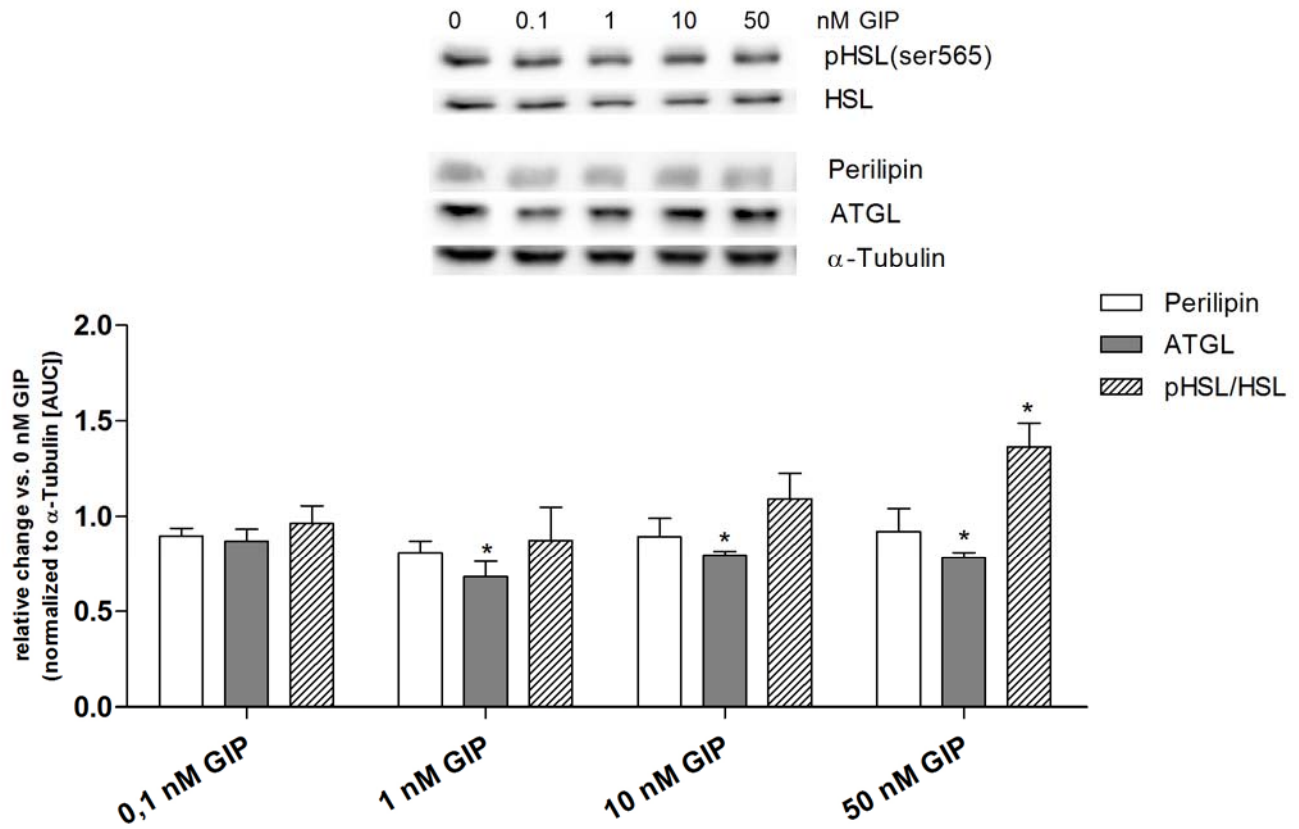 0 0.1 1 10 50 nM GIP
pHSL(ser565)
HSL
Perilipin
ATGL
α-Tubulin
Perilipin
ATGL
pHSL/HSL
relative change vs. 0 nM GIP
(normalized to α-Tubulin [AUC])
2.0
1.5
1.0
0.5
0.0
*
*
*
*
0,1 nM GIP
1 nM GIP
10 nM GIP
50 nM GIP